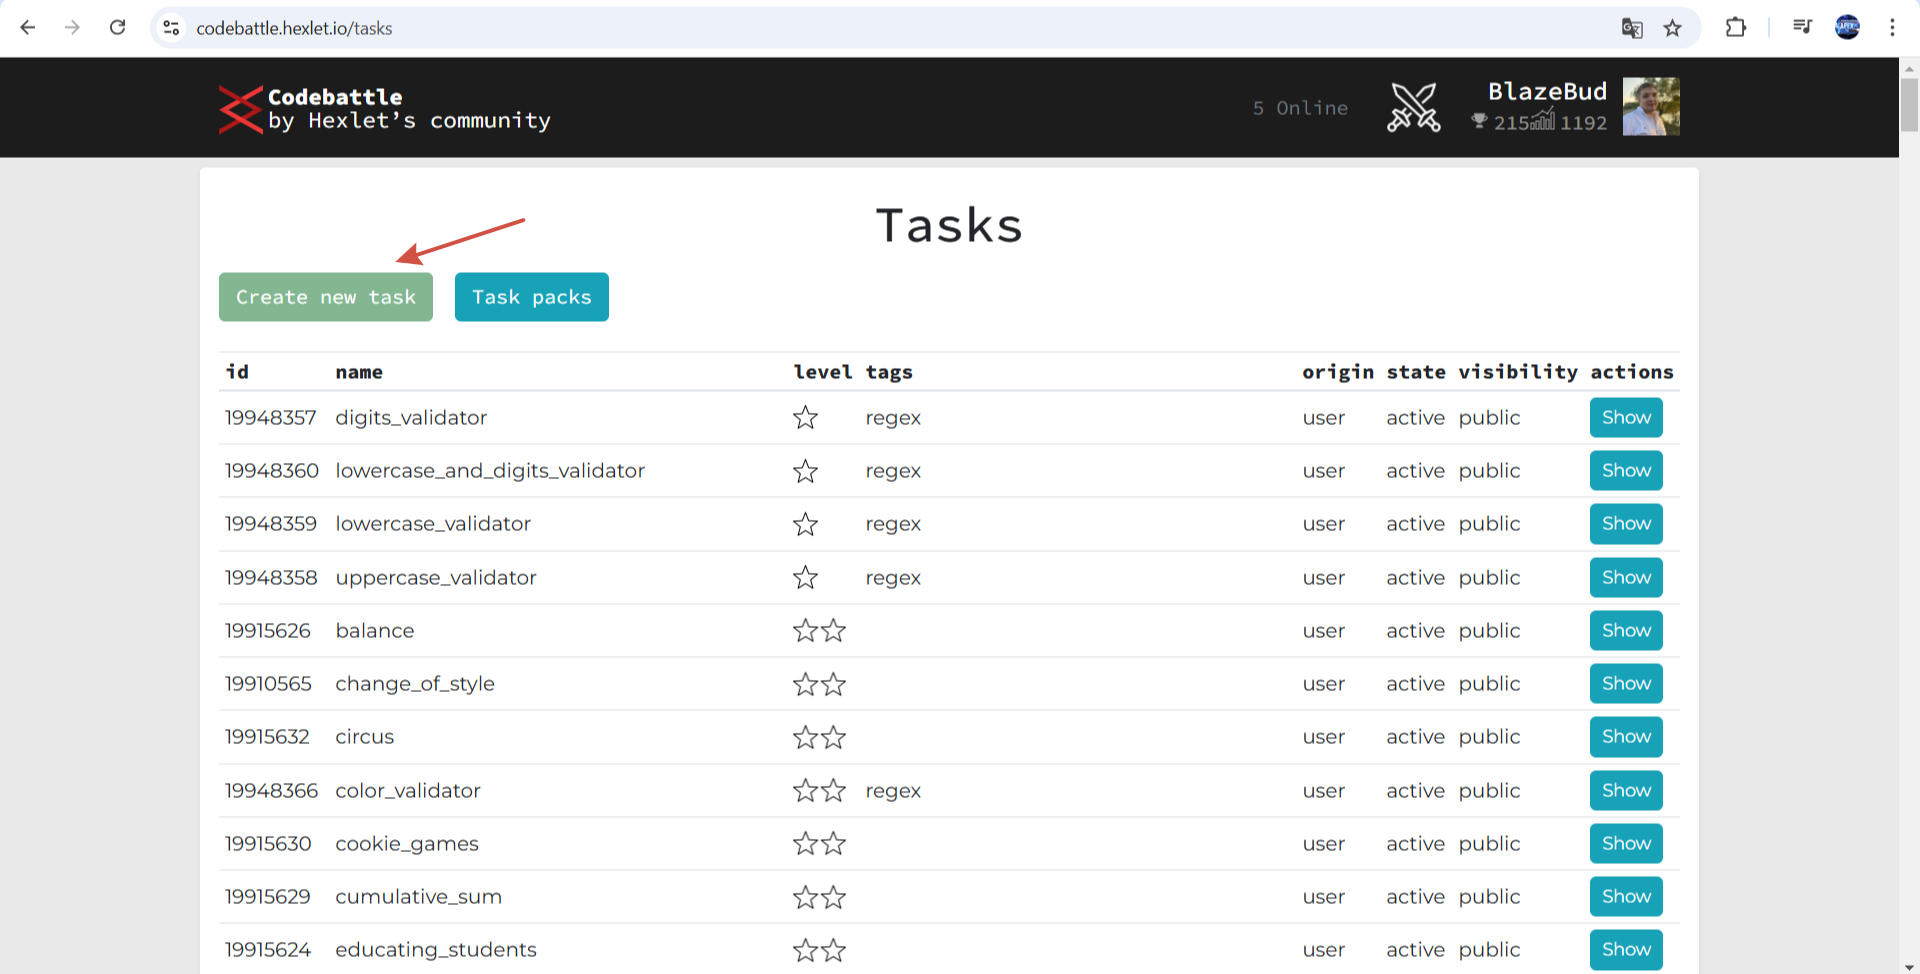 codebattle.hexlet.io/tasks
Codebattle
by Hexlet’s community
5 Online
BlazeBud
215 1192
Tasks
Create new task Task packs
id name level tags origin state visibility actions
19948357 digits_validator regex user active public Show
19948360 lowercase_and_digits_validator regex user active public Show
19948359 lowercase_validator regex user active public Show
19948358 uppercase_validator regex user active public Show
19915626 balance user active public Show
19910565 change_of_style user active public Show
19915632 circus user active public Show
19948366 color_validator regex user active public Show
19915630 cookie_games user active public Show
19915629 cumulative_sum user active public Show
19915624 educating_students user active public Show